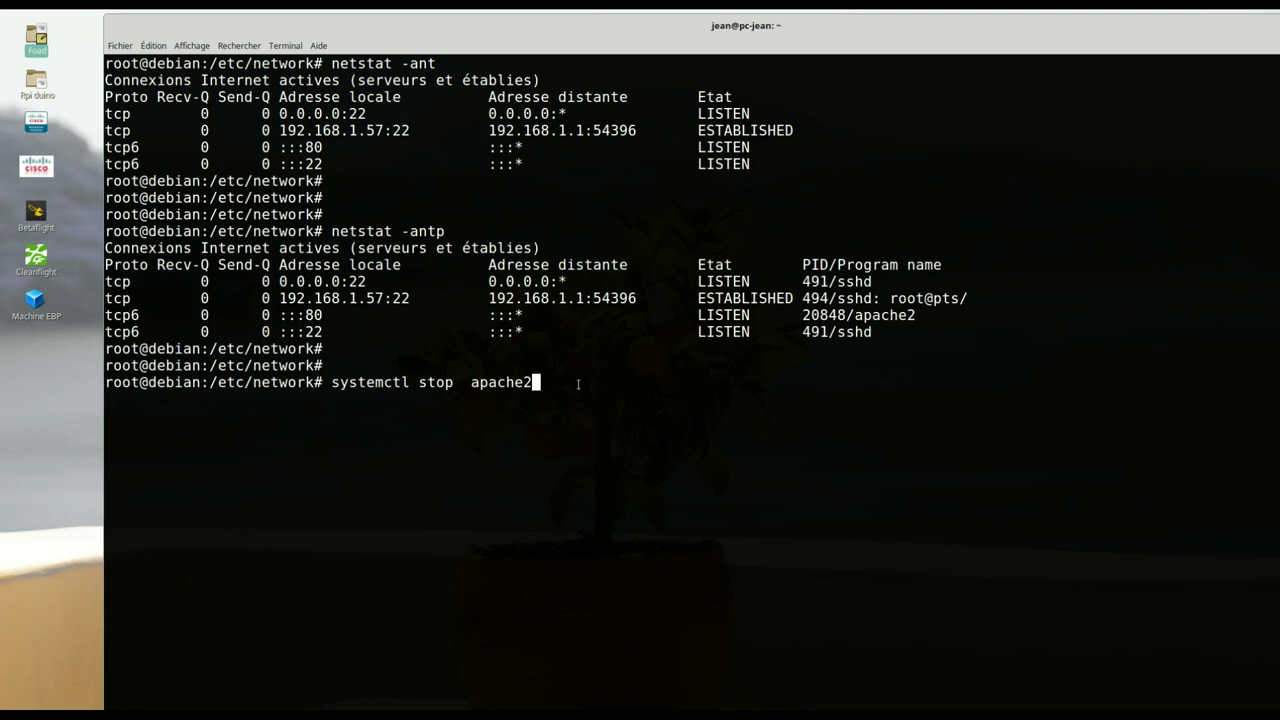 jean@pc-jean: ~
Fichier Édition Affichage Rechercher Terminal Aide
root@debian:/etc/network# netstat -ant
Connexions Internet actives (serveurs et établies)
Proto Recv-Q Send-Q Adresse locale Adresse distante Etat
tcp 0 0 0.0.0.0:22 0.0.0.0:* LISTEN
tcp 0 0 192.168.1.57:22 192.168.1.1:54396 ESTABLISHED
tcp6 0 0 :::80 :::* LISTEN
tcp6 0 0 :::22 :::* LISTEN
root@debian:/etc/network#
root@debian:/etc/network#
root@debian:/etc/network#
root@debian:/etc/network# netstat -antp
Connexions Internet actives (serveurs et établies)
Proto Recv-Q Send-Q Adresse locale Adresse distante Etat PID/Program name
tcp 0 0 0.0.0.0:22 0.0.0.0:* LISTEN 491/sshd
tcp 0 0 192.168.1.57:22 192.168.1.1:54396 ESTABLISHED 494/sshd: root@pts/
tcp6 0 0 :::80 :::* LISTEN 20848/apache2
tcp6 0 0 :::22 :::* LISTEN 491/sshd
root@debian:/etc/network#
root@debian:/etc/network#
root@debian:/etc/network# systemctl stop  apache2
Foad
Rpi duino
CISCO
Betaflight
Cleanflight
Machine EBP